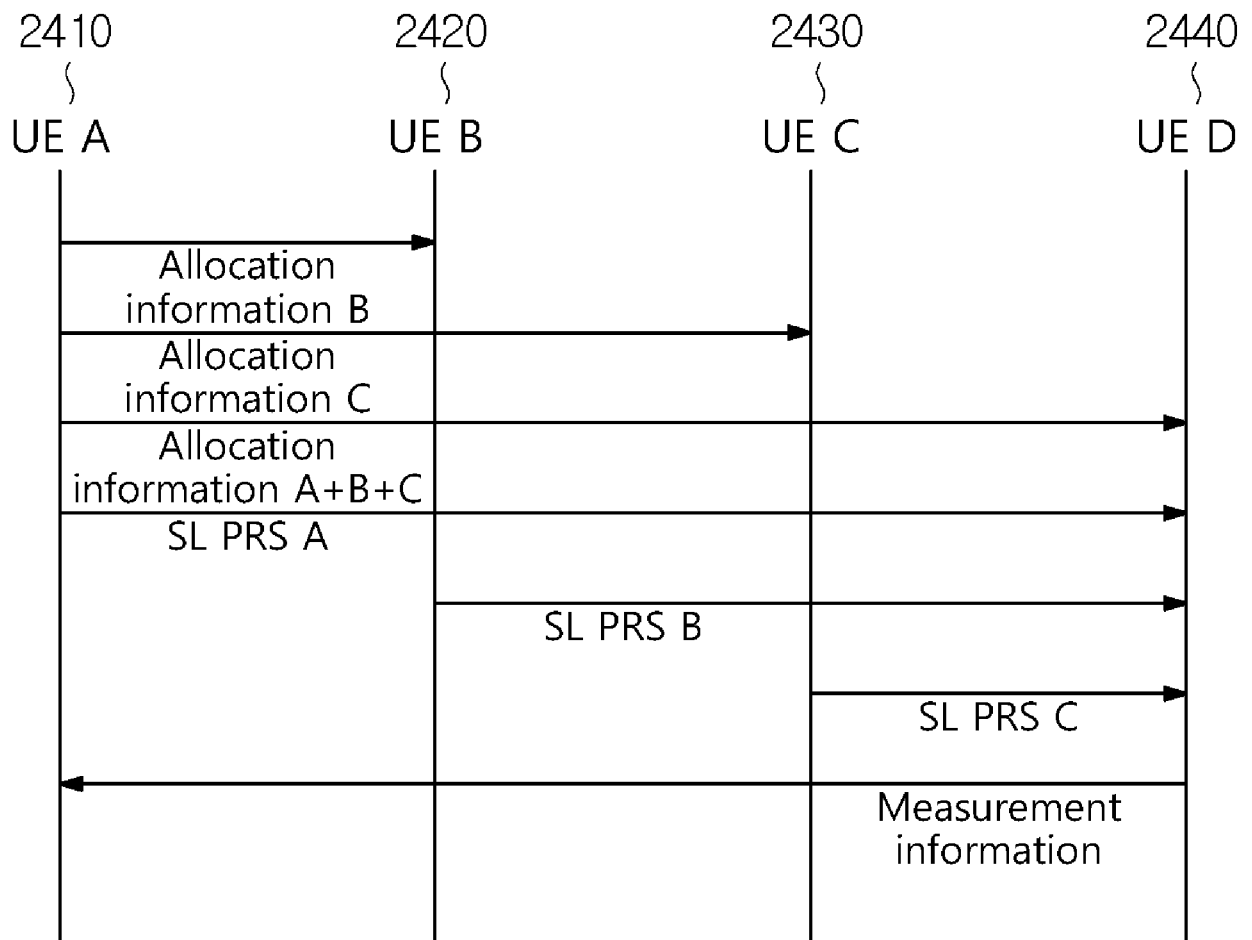 2410 2420 2430 2440
UE A UE B UE C UE D
Allocation
information B
Allocation
information C
Allocation
information A+B+C
SL PRS A
SL PRS B
SL PRS C
Measurement
information